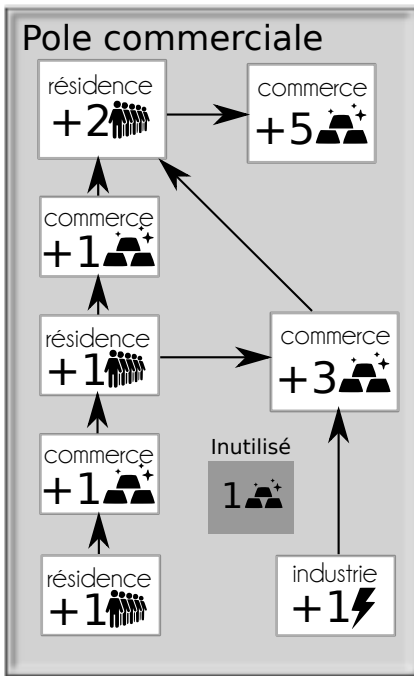 Pole commerciale
résidence
+2
commerce
+5
commerce
+1
résidence
+1
commerce
+3
commerce
+1
Inutilisé
1
résidence
+1
industrie
+1